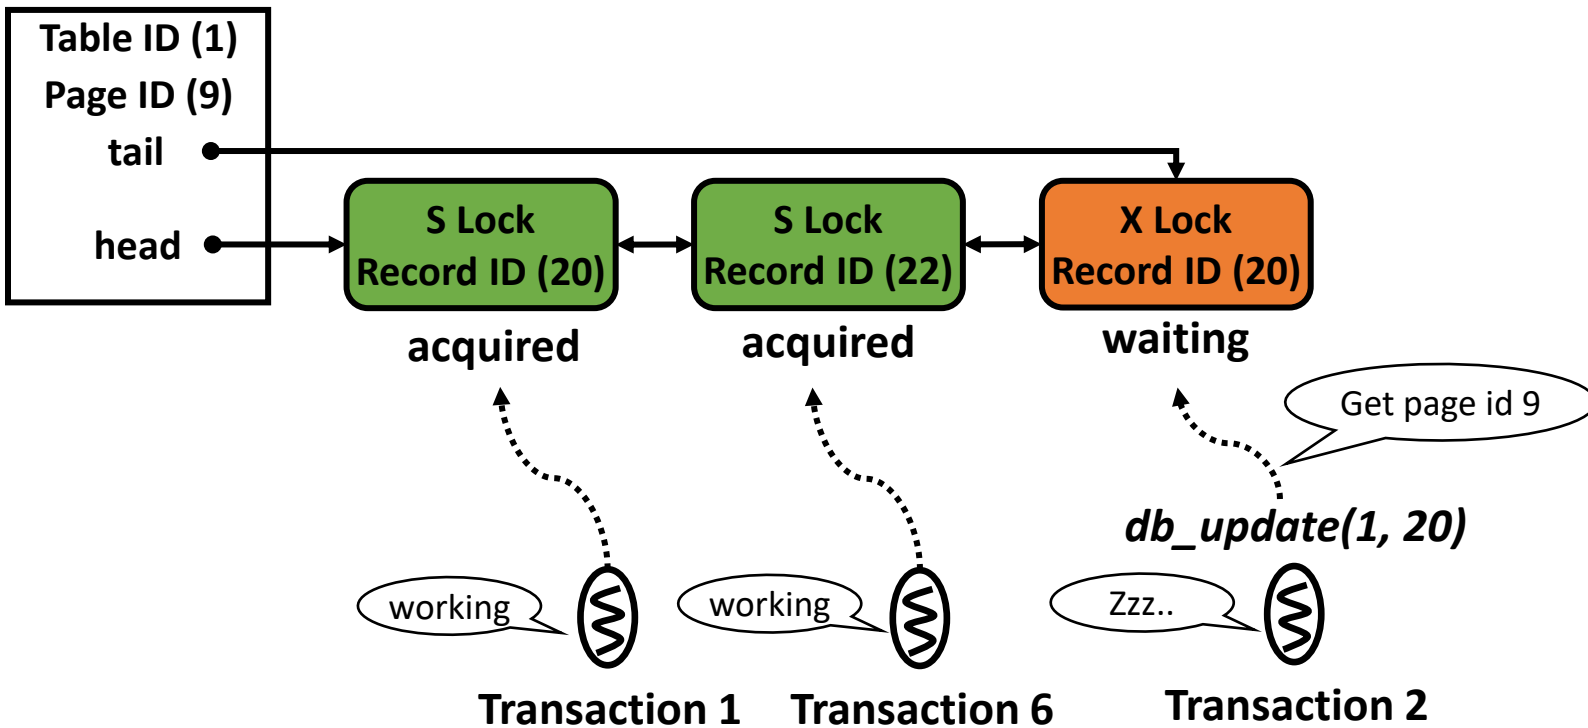 Table ID (1)
Page ID (9)
tail
head
S Lock
Record ID (20)
acquired
S Lock
Record ID (22)
acquired
X Lock
Record ID (20)
waiting
Get page id 9
db_update(1, 20)
working
working
Zzz..
Transaction 1
Transaction 6
Transaction 2